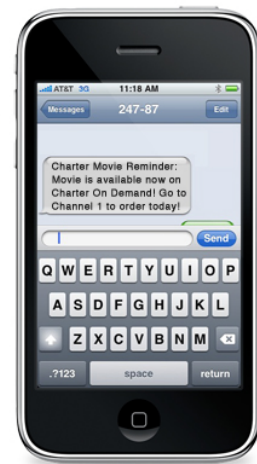 AT&T 3G 11:18 AM
Messages 247-87 Edit
Charter Movie Reminder:
Movie is available now on
Charter On Demand! Go to
Channel 1 to order today!
Send
Q W E R T Y U I O P
A S D F G H J K L
Z X C V B N M
.?123 space return